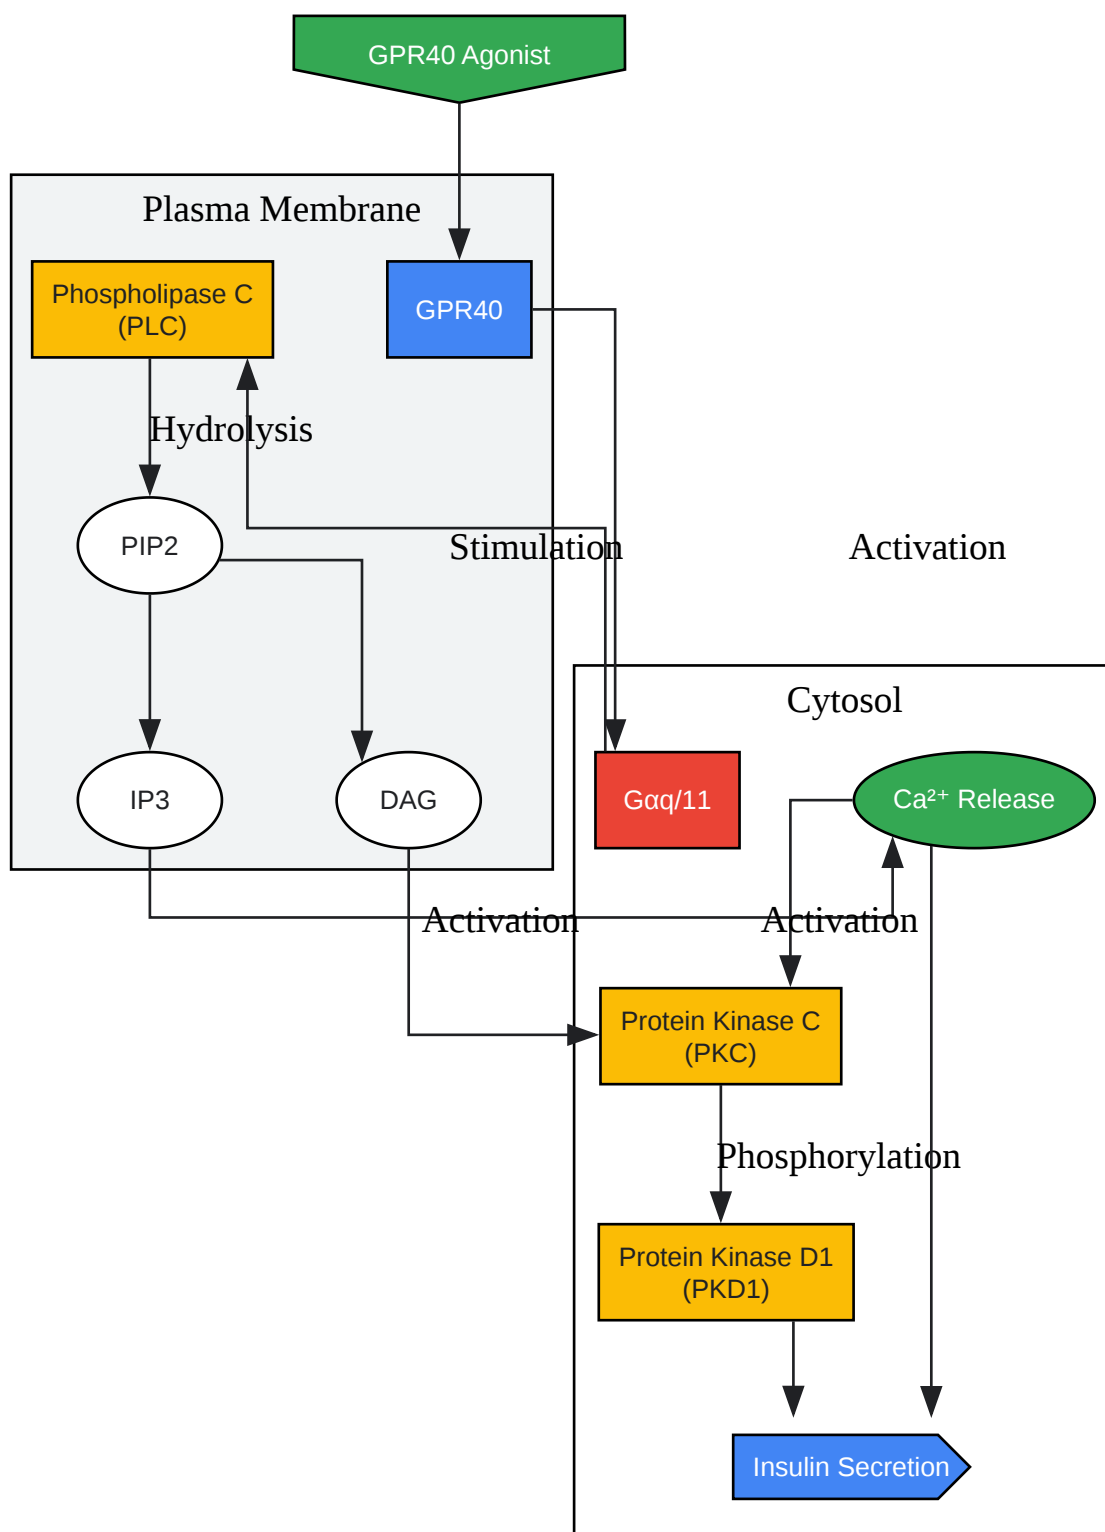 GPR40 Agonist
Plasma Membrane
Phospholipase C
(PLC)
GPR40
Hydrolysis
PIP2
Stimulation
Activation
Cytosol
IP3
DAG
Gαq/11
Ca²⁺ Release
Activation
Activation
Protein Kinase C
(PKC)
Phosphorylation
Protein Kinase D1
(PKD1)
Insulin Secretion